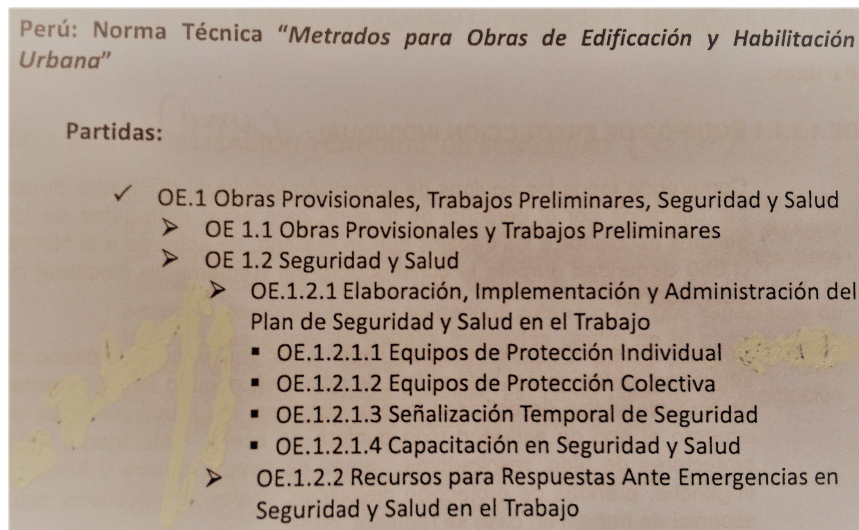 Perú: Norma Técnica “Metrados para Obras de Edificación y Habilitación
Urbana”
Partidas:
✓ OE.1 Obras Provisionales, Trabajos Preliminares, Seguridad y Salud
➢ OE 1.1 Obras Provisionales y Trabajos Preliminares
➢ OE 1.2 Seguridad y Salud
➢ OE.1.2.1 Elaboración, Implementación y Administración del
Plan de Seguridad y Salud en el Trabajo
▪ OE.1.2.1.1 Equipos de Protección Individual
▪ OE.1.2.1.2 Equipos de Protección Colectiva
▪ OE.1.2.1.3 Señalización Temporal de Seguridad
▪ OE.1.2.1.4 Capacitación en Seguridad y Salud
➢ OE.1.2.2 Recursos para Respuestas Ante Emergencias en
Seguridad y Salud en el Trabajo